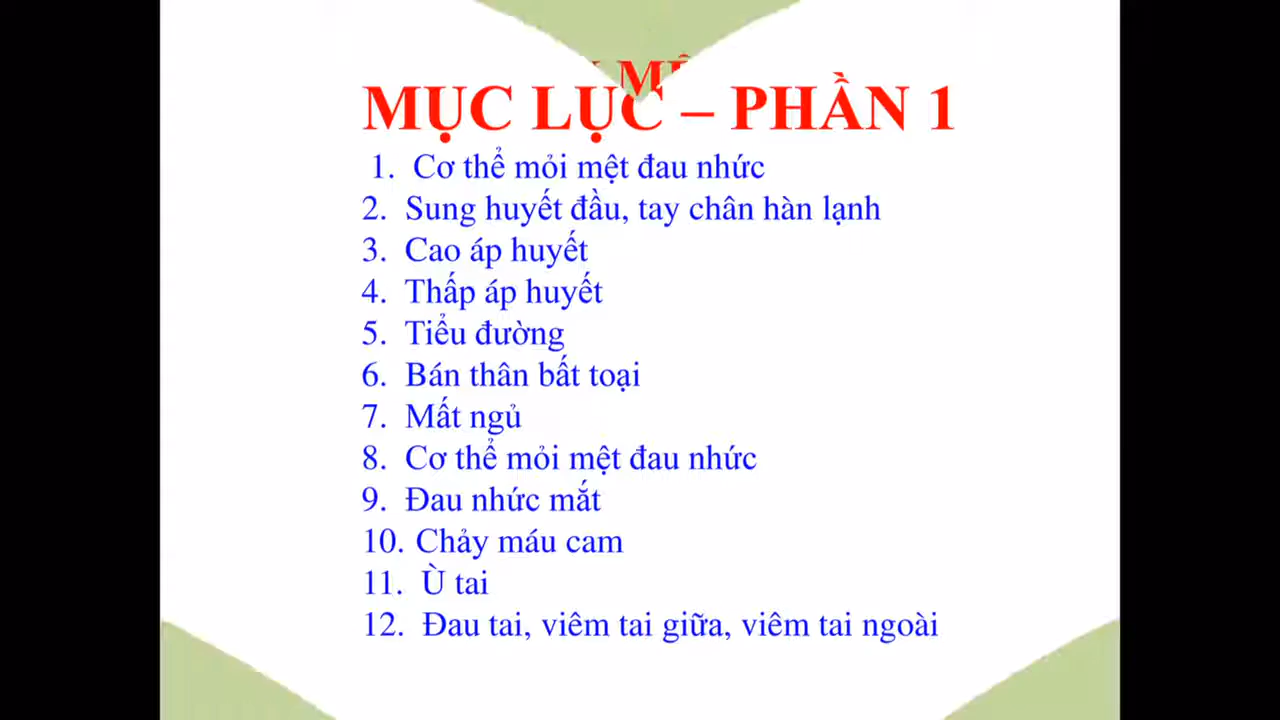 MỤC LỤC – PHẦN 1
1. Cơ thể mỏi mệt đau nhức
2. Sung huyết đầu, tay chân hàn lạnh
3. Cao áp huyết
4. Thấp áp huyết
5. Tiểu đường
6. Bán thân bất toại
7. Mất ngủ
8. Cơ thể mỏi mệt đau nhức
9. Đau nhức mắt
10. Chảy máu cam
11. Ù tai
12. Đau tai, viêm tai giữa, viêm tai ngoài